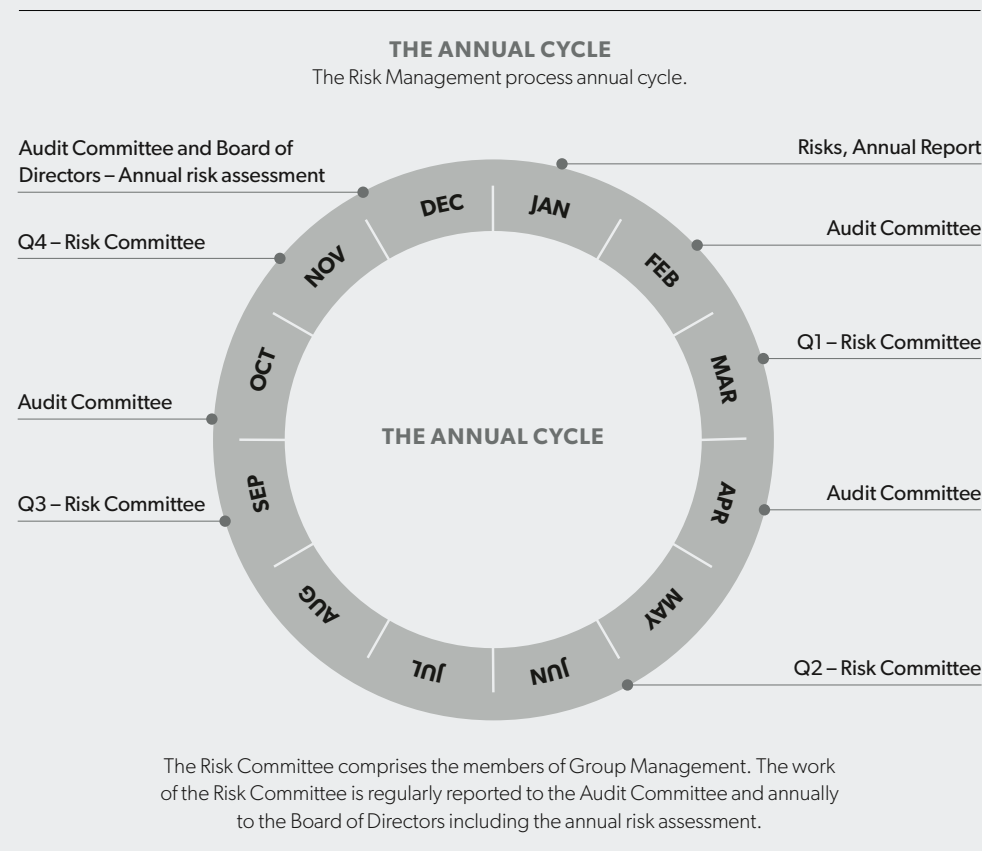 THE ANNUAL CYCLE
The Risk Management process annual cycle.
Audit Committee and Board of
Directors – Annual risk assessment
Q4 – Risk Committee
Audit Committee
Q3 – Risk Committee
Risks, Annual Report
Audit Committee
Q1 – Risk Committee
Audit Committee
Q2 – Risk Committee
JAN
FEB
MAR
APR
MAY
JUN
JUL
AUG
SEP
OCT
NOV
DEC
THE ANNUAL CYCLE
The Risk Committee comprises the members of Group Management. The work
of the Risk Committee is regularly reported to the Audit Committee and annually
to the Board of Directors including the annual risk assessment.